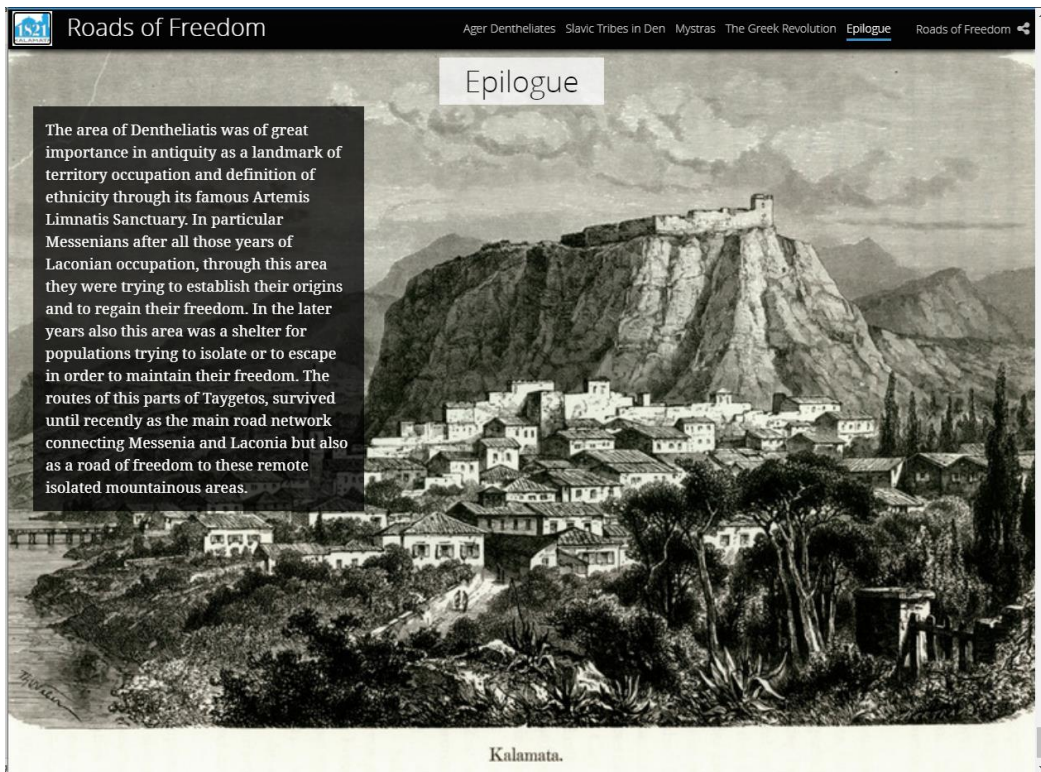 1821
KALAMATA
Roads of Freedom
Ager Dentheliates
Slavic Tribes in Den
Mystras
The Greek Revolution
Epilogue
Roads of Freedom
Epilogue
The area of Dentheliatis was of great
importance in antiquity as a landmark of
territory occupation and definition of
ethnicity through its famous Artemis
Limnatis Sanctuary. In particular
Messenians after all those years of
Laconian occupation, through this area
they were trying to establish their origins
and to regain their freedom. In the later
years also this area was a shelter for
populations trying to isolate or to escape
in order to maintain their freedom. The
routes of this parts of Taygetos, survived
until recently as the main road network
connecting Messenia and Laconia but also
as a road of freedom to these remote
isolated mountainous areas.
Kalamata.